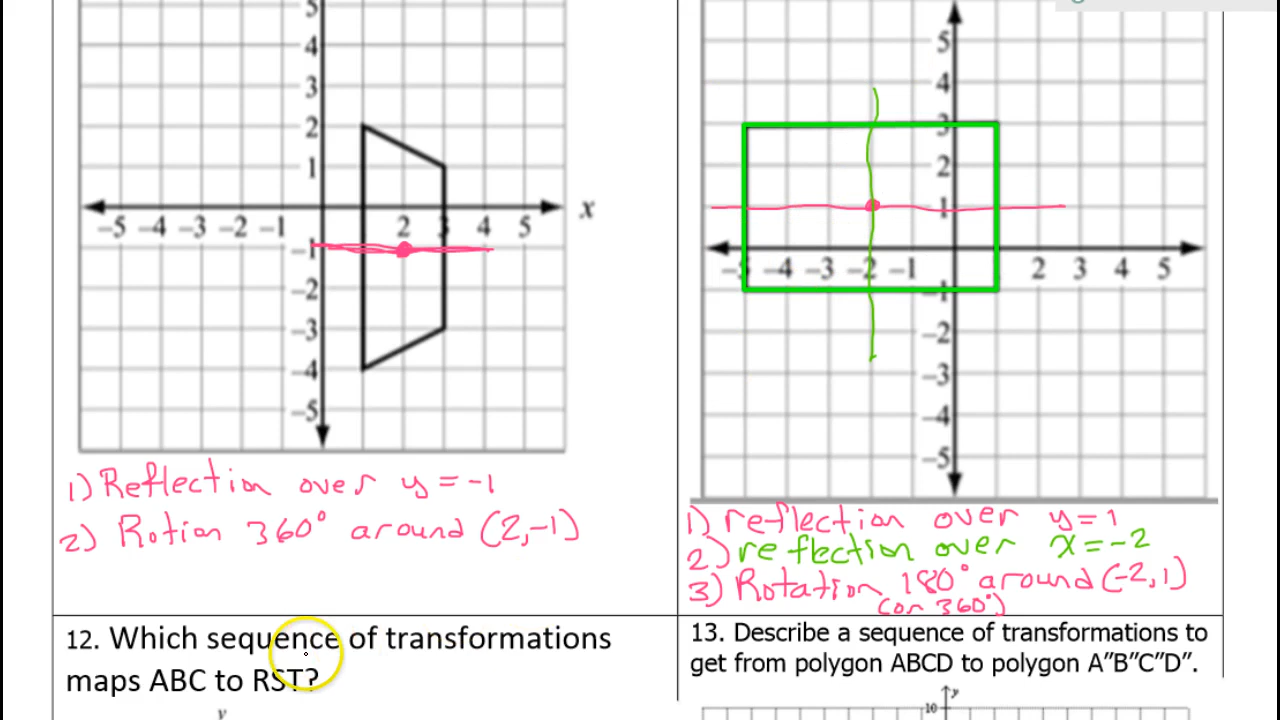 5
4
3
2
1
-5 -4 -3 -2 -1 2 3 4 5 x
-1
-2
-3
-4
-5
1) Reflection over y = -1
2) Rotion 360° around (2,-1)
5
4
3
2
1
-5 -4 -3 -2 -1 2 3 4 5
-1
-2
-3
-4
-5
1) reflection over y = 1
2) reflection over x = -2
3) Rotation 180° around (-2,1)
(or 360°)
12. Which sequence of transformations
maps ABC to RST?
y
13. Describe a sequence of transformations to
get from polygon ABCD to polygon A”B”C”D”.
y
10